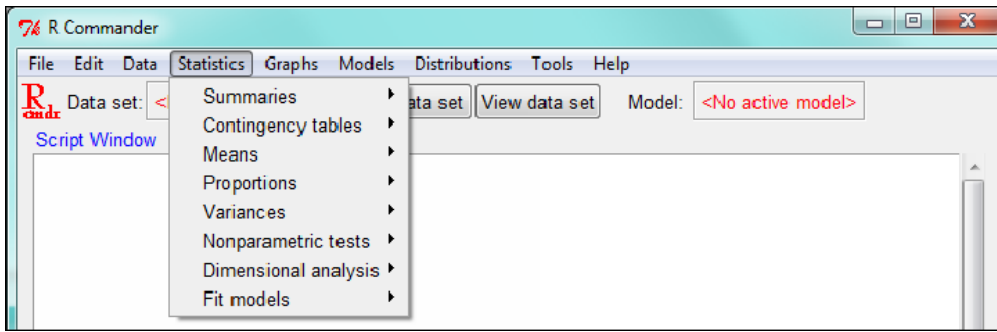 R Commander
File Edit Data Statistics Graphs Models Distributions Tools Help
R cmdr Data set: < ata set View data set Model: <No active model>
Summaries
Contingency tables
Script Window
Means
Proportions
Variances
Nonparametric tests
Dimensional analysis
Fit models